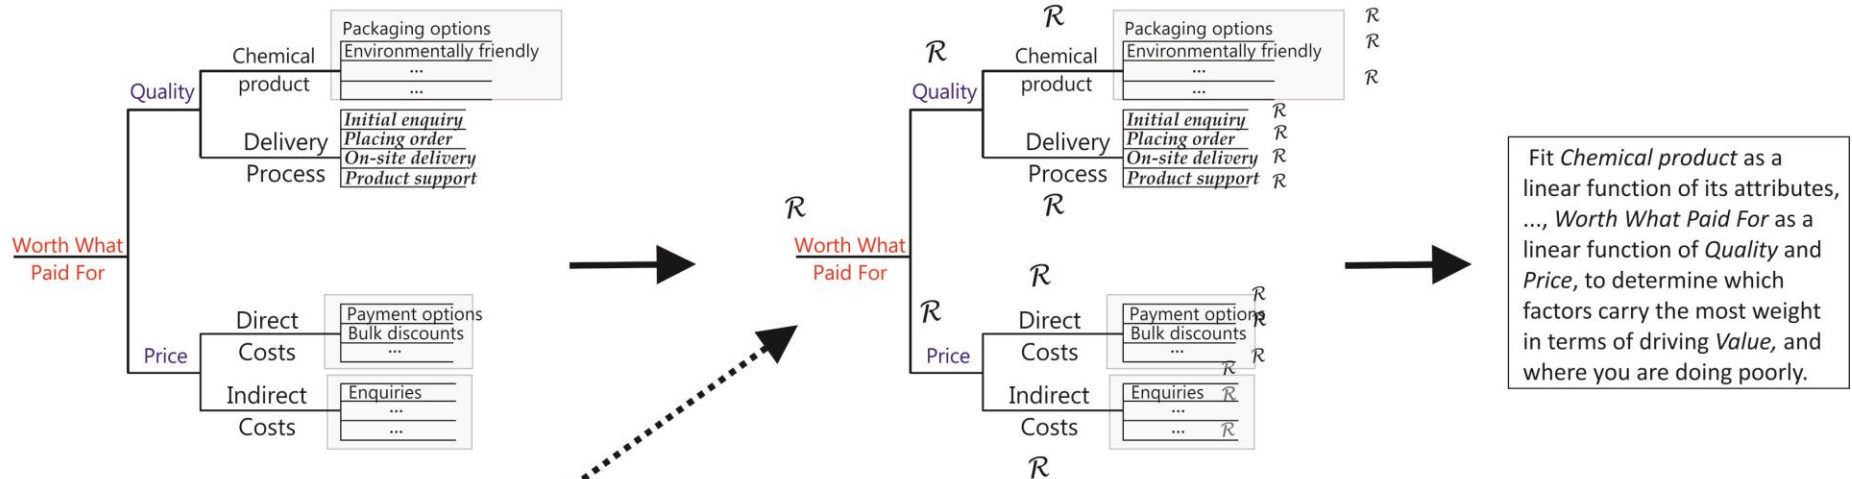 Packaging options
Environmentally friendly
...
...
Chemical
product
Quality
Initial enquiry
Placing order
On-site delivery
Product support
Delivery
Process
Worth What
Paid For
Payment options
Bulk discounts
...
Direct
Costs
Price
Enquiries
...
...
Indirect
Costs
ℛ
ℛ
Packaging options
Environmentally friendly
...
...
ℛ
ℛ
ℛ
Chemical
product
Quality
Initial enquiry ℛ
Placing order ℛ
On-site delivery ℛ
Product support ℛ
Delivery
Process
ℛ
ℛ
Worth What
Paid For
ℛ
ℛ
ℛ
Payment options
Bulk discounts ℛ
... ℛ
Direct
Costs
Price
ℛ
Enquiries ℛ
...
... ℛ
Indirect
Costs
ℛ
Fit Chemical product as a
linear function of its attributes,
..., Worth What Paid For as a
linear function of Quality and
Price, to determine which
factors carry the most weight
in terms of driving Value, and
where you are doing poorly.